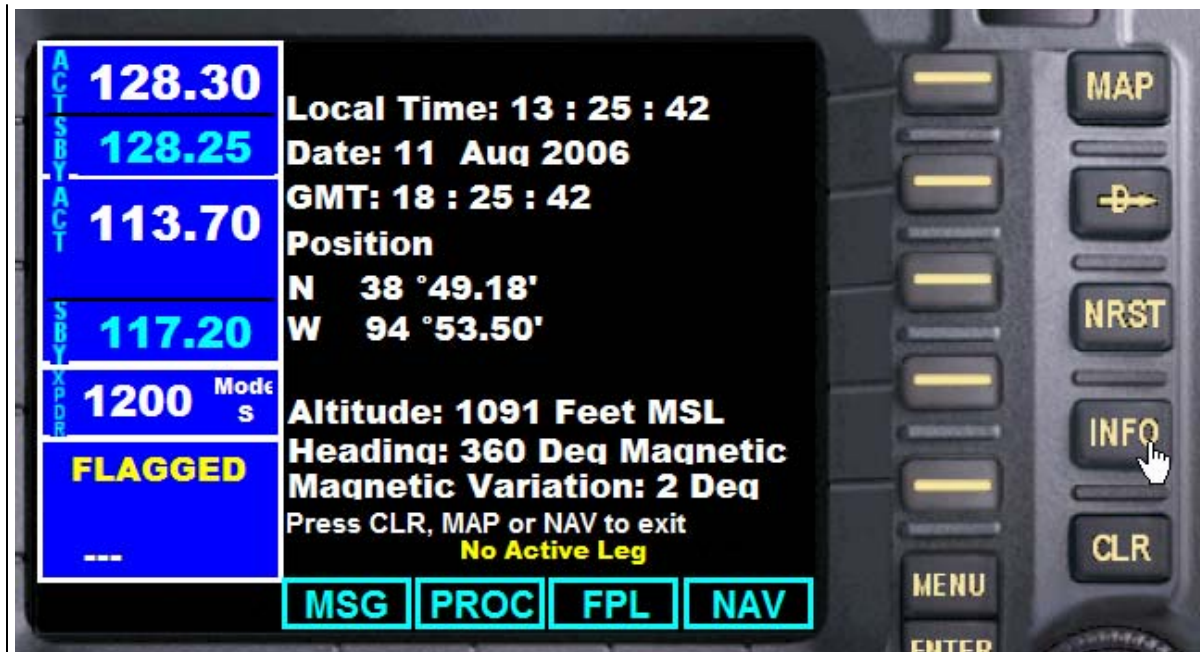 ACT
128.30
SBY
128.25
ACT
113.70
SBY
117.20
XPDR
1200
Mode
S
FLAGGED
---
Local Time: 13 : 25 : 42
Date: 11 Aug 2006
GMT: 18 : 25 : 42
Position
N 38 °49.18'
W 94 °53.50'
Altitude: 1091 Feet MSL
Heading: 360 Deg Magnetic
Magnetic Variation: 2 Deg
Press CLR, MAP or NAV to exit
No Active Leg
MSG PROC FPL NAV
MAP
D
NRST
INFO
CLR
MENU
ENTER